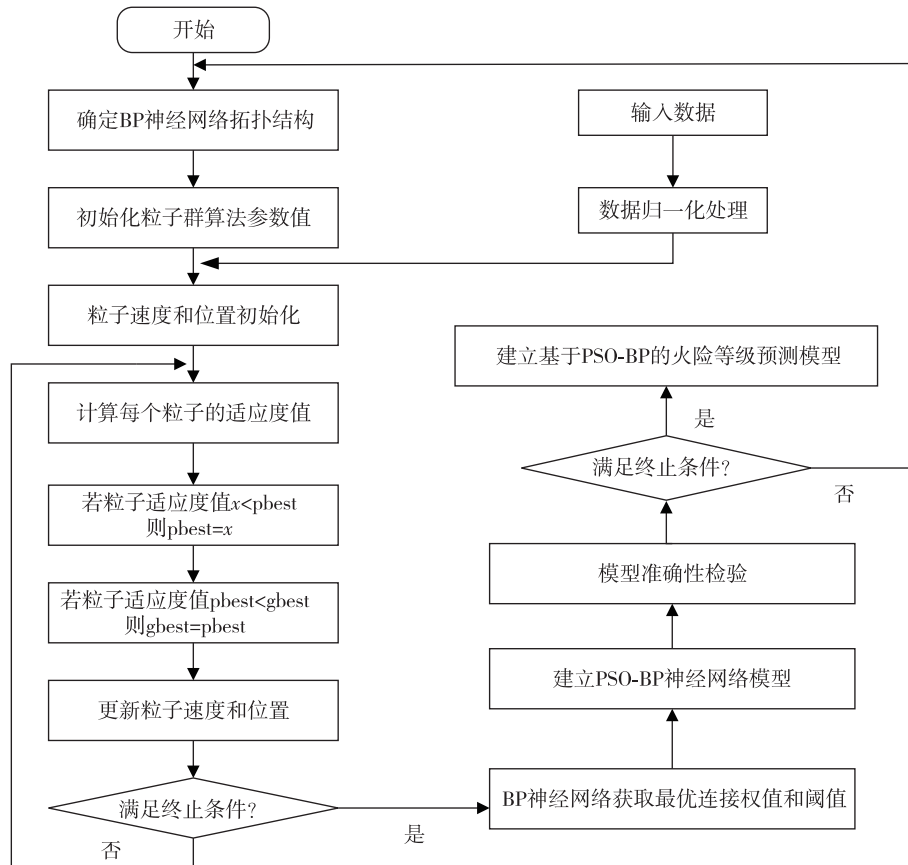 开始
确定BP神经网络拓扑结构
初始化粒子群算法参数值
输入数据
数据归一化处理
粒子速度和位置初始化
计算每个粒子的适应度值
若粒子适应度值x<pbest
则pbest=x
若粒子适应度值pbest<gbest
则gbest=pbest
更新粒子速度和位置
满足终止条件?
否
是
BP神经网络获取最优连接权值和阈值
建立PSO-BP神经网络模型
模型准确性检验
满足终止条件?
否
是
建立基于PSO-BP的火险等级预测模型